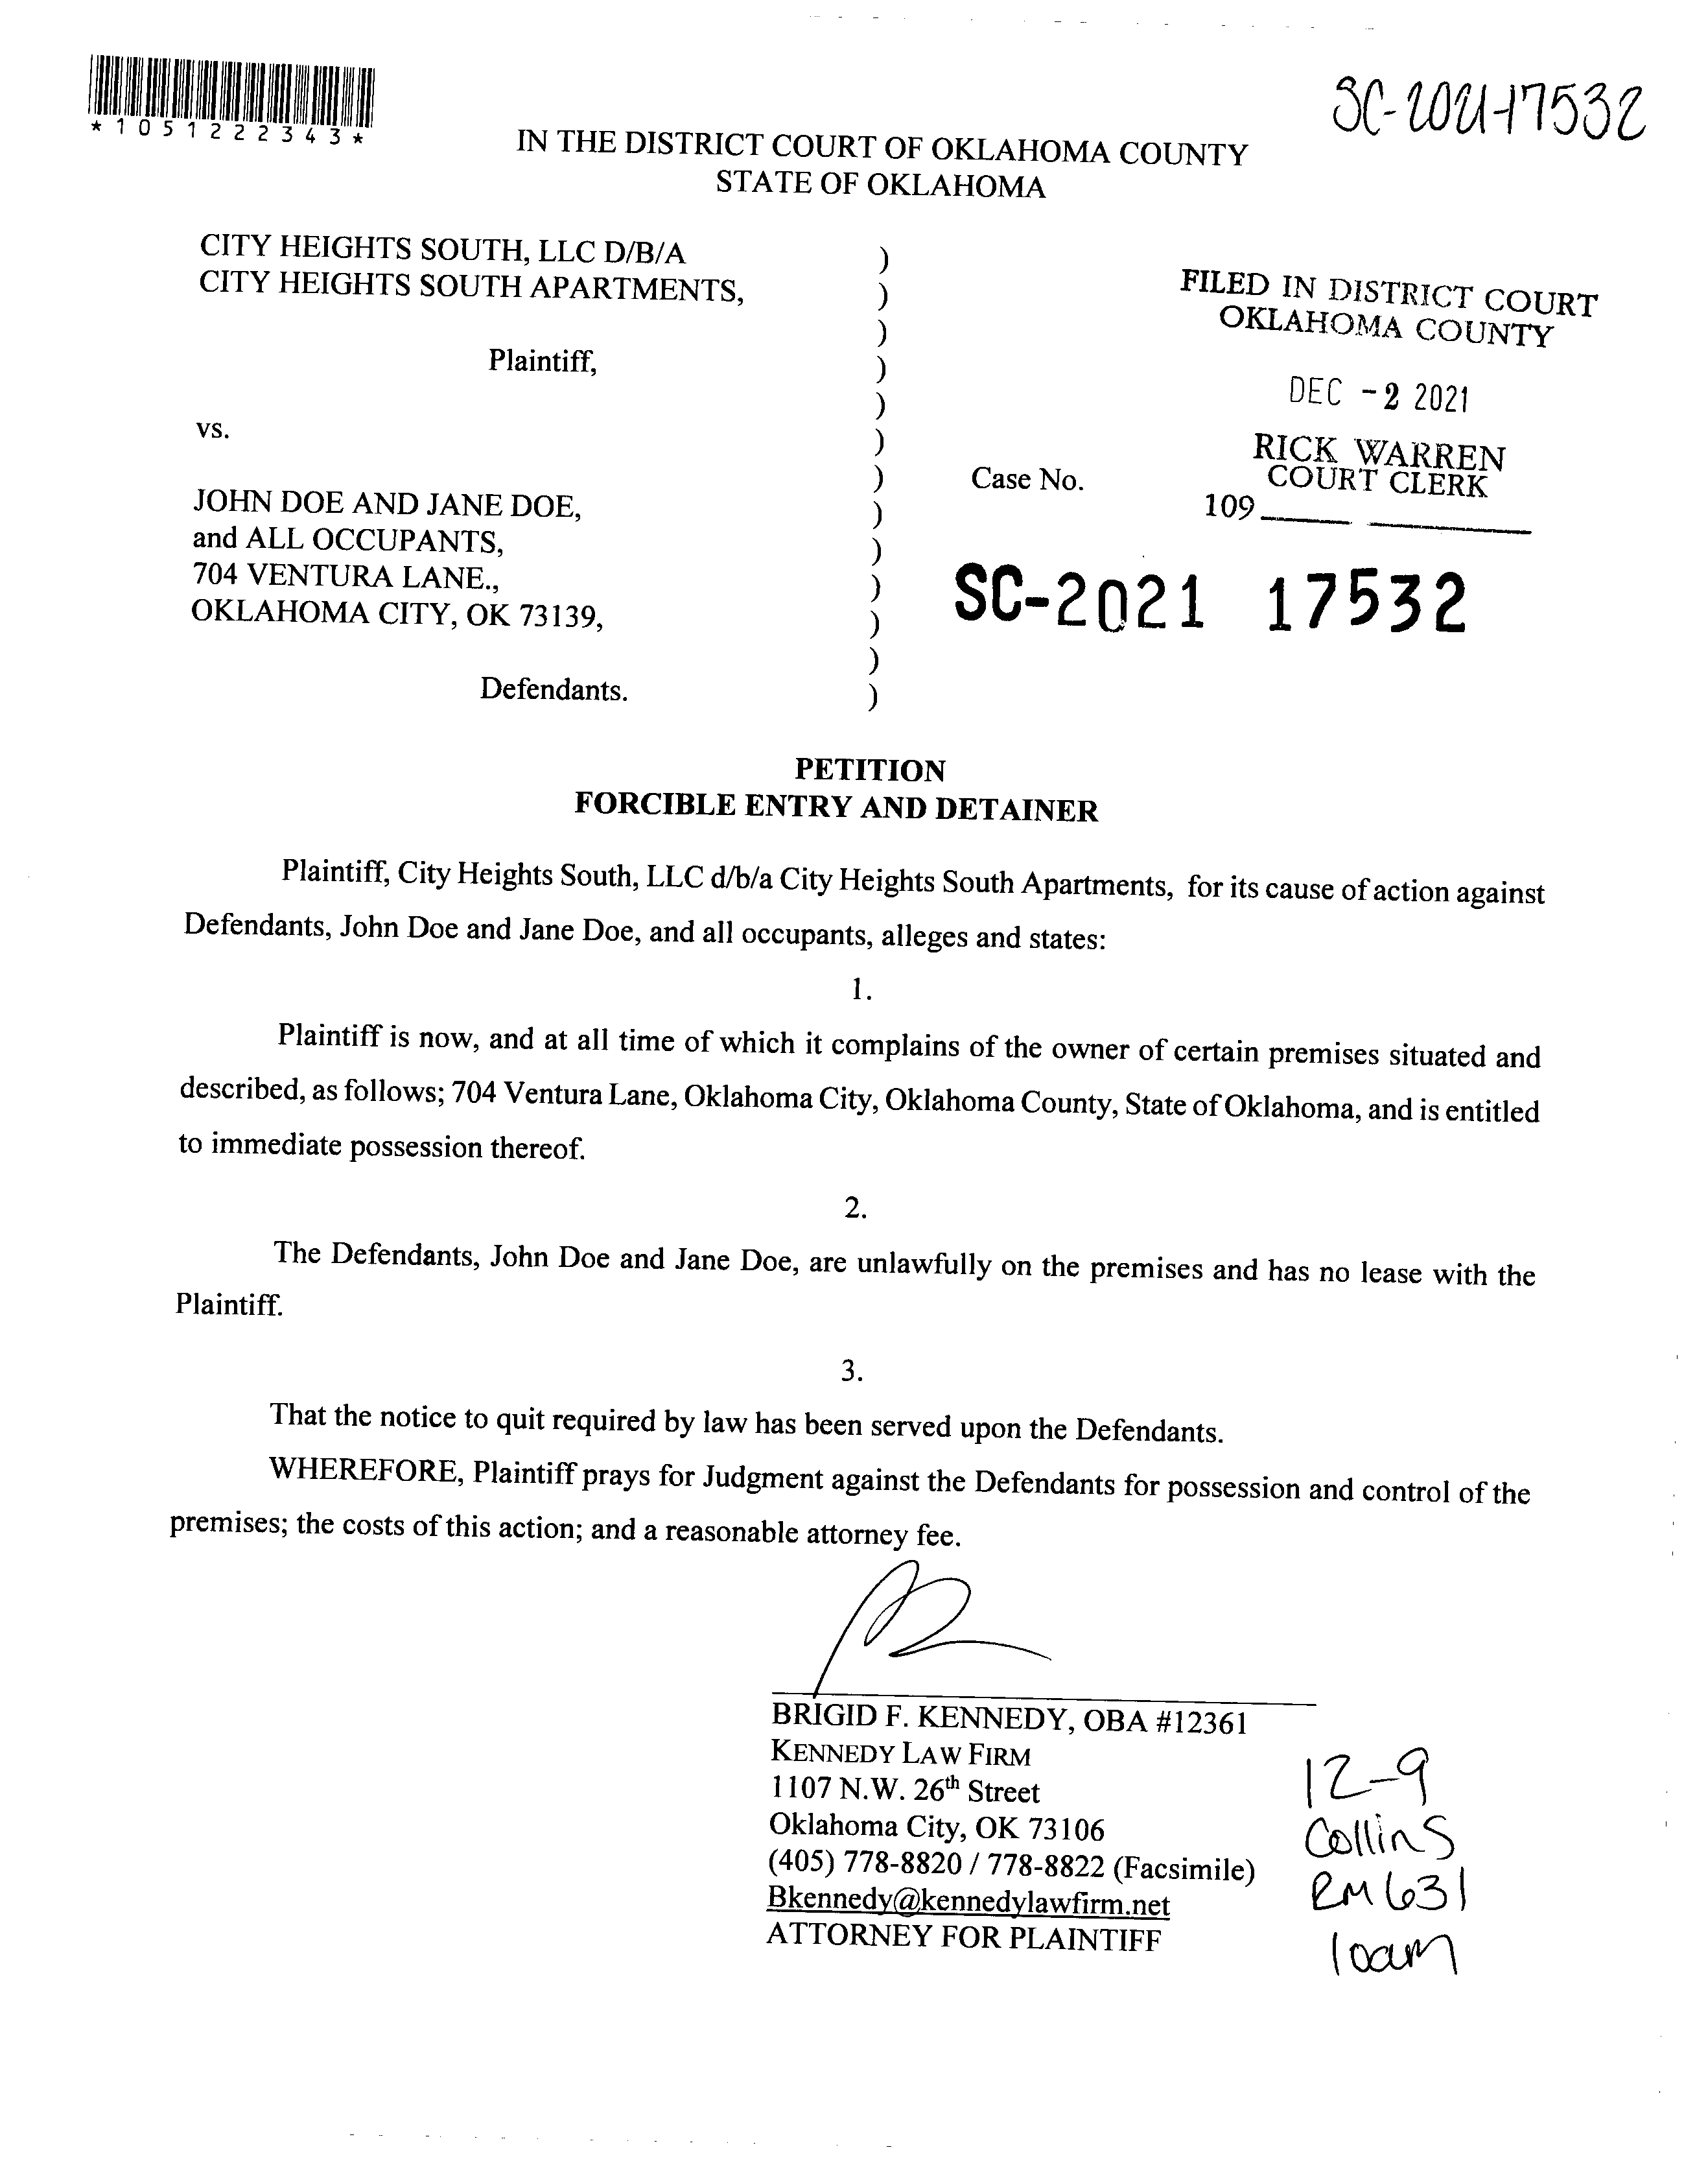 SC-2021-17532
*1051222343*
IN THE DISTRICT COURT OF OKLAHOMA COUNTY
STATE OF OKLAHOMA
CITY HEIGHTS SOUTH, LLC D/B/A
CITY HEIGHTS SOUTH APARTMENTS,
Plaintiff,
vs.
JOHN DOE AND JANE DOE,
and ALL OCCUPANTS,
704 VENTURA LANE.,
OKLAHOMA CITY, OK 73139,
Defendants.
)
)
)
)
)
)
)
)
)
)
)
)
)
FILED IN DISTRICT COURT
OKLAHOMA COUNTY
DEC -2 2021
RICK WARREN
COURT CLERK
Case No.
109
SC-2021 17532
PETITION
FORCIBLE ENTRY AND DETAINER
Plaintiff, City Heights South, LLC d/b/a City Heights South Apartments, for its cause of action against
Defendants, John Doe and Jane Doe, and all occupants, alleges and states:
1.
Plaintiff is now, and at all time of which it complains of the owner of certain premises situated and
described, as follows; 704 Ventura Lane, Oklahoma City, Oklahoma County, State of Oklahoma, and is entitled
to immediate possession thereof.
2.
The Defendants, John Doe and Jane Doe, are unlawfully on the premises and has no lease with the
Plaintiff.
3.
That the notice to quit required by law has been served upon the Defendants.
WHEREFORE, Plaintiff prays for Judgment against the Defendants for possession and control of the
premises; the costs of this action; and a reasonable attorney fee.
BRIGID F. KENNEDY, OBA #12361
KENNEDY LAW FIRM
1107 N.W. 26th Street
Oklahoma City, OK 73106
(405) 778-8820 / 778-8822 (Facsimile)
Bkennedy@kennedylawfirm.net
ATTORNEY FOR PLAINTIFF
12-9
Collins
RM 631
10am